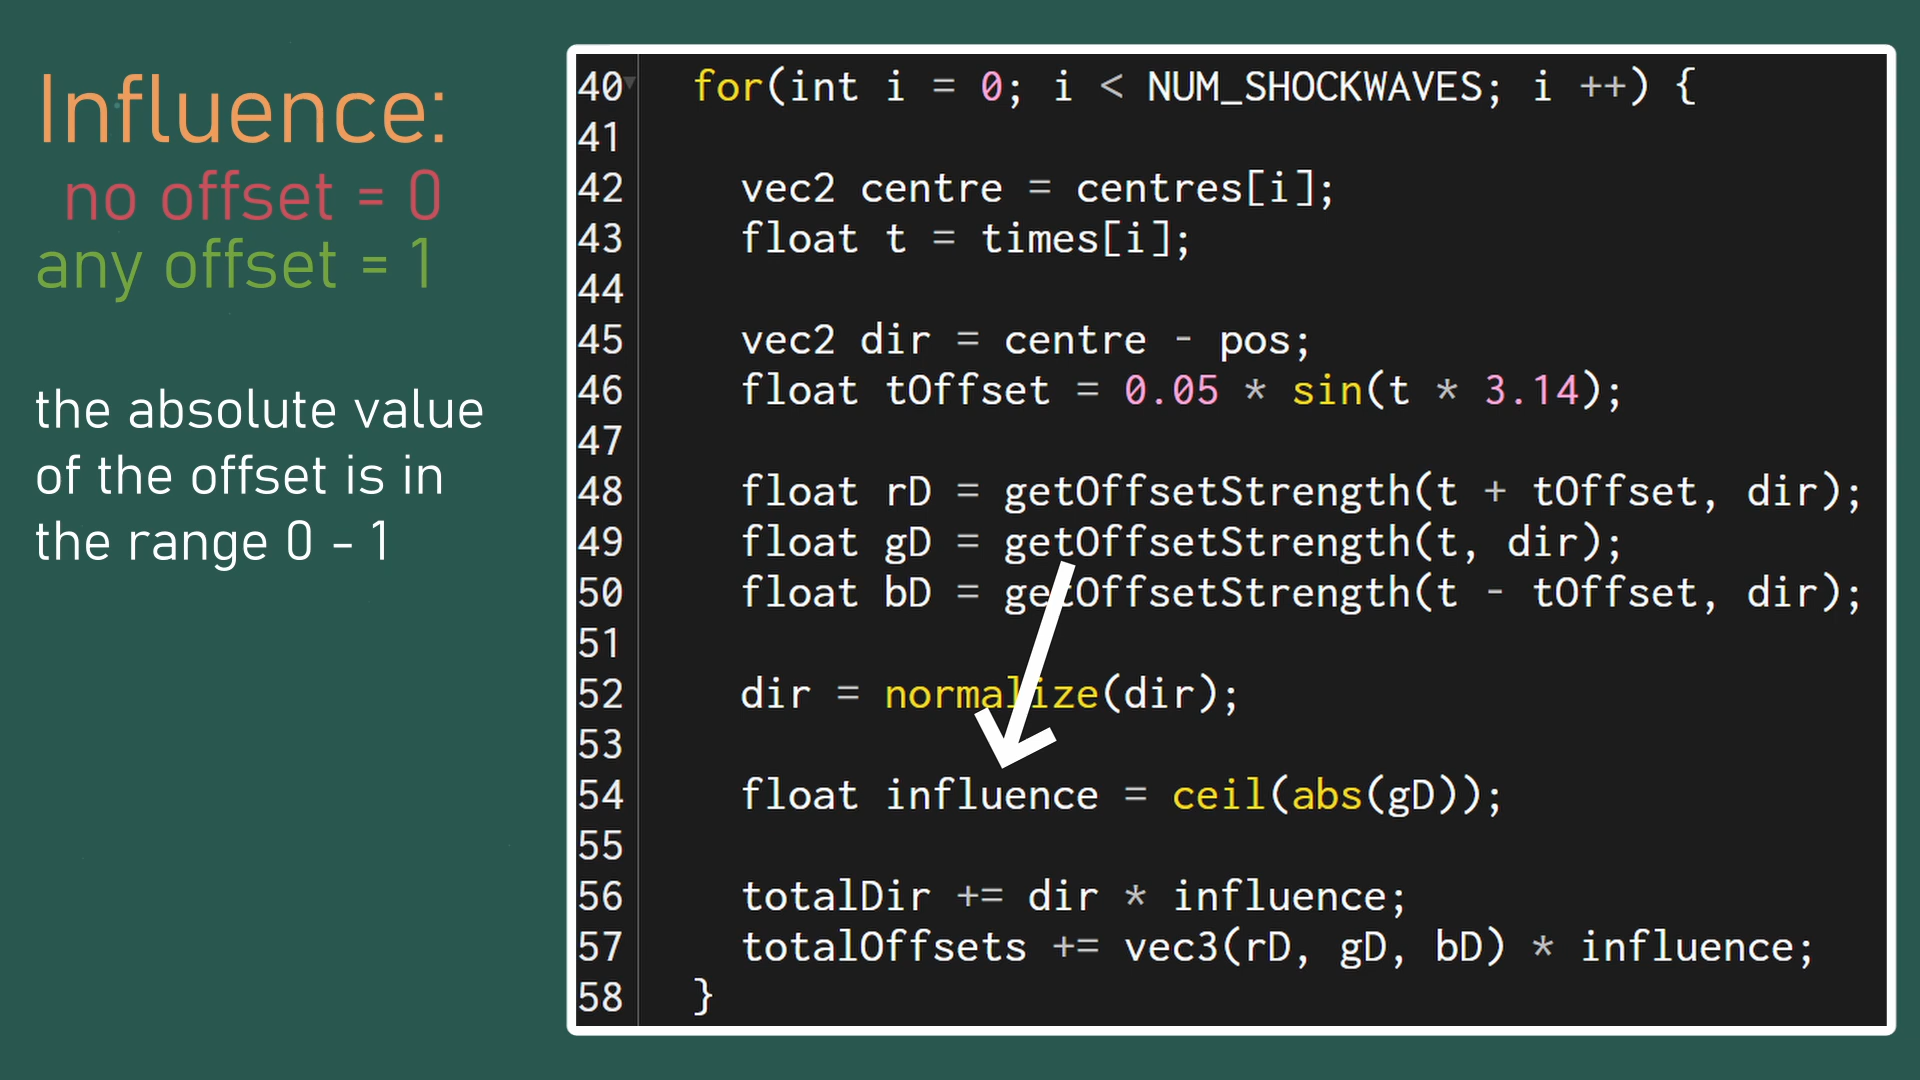 Influence:
no offset = 0
any offset = 1
the absolute value
of the offset is in
the range 0 - 1
40 for(int i = 0; i < NUM_SHOCKWAVES; i ++) {
41
42 vec2 centre = centres[i];
43 float t = times[i];
44
45 vec2 dir = centre - pos;
46 float tOffset = 0.05 * sin(t * 3.14);
47
48 float rD = getOffsetStrength(t + tOffset, dir);
49 float gD = getOffsetStrength(t, dir);
50 float bD = getOffsetStrength(t - tOffset, dir);
51
52 dir = normalize(dir);
53
54 float influence = ceil(abs(gD));
55
56 totalDir += dir * influence;
57 totalOffsets += vec3(rD, gD, bD) * influence;
58 }